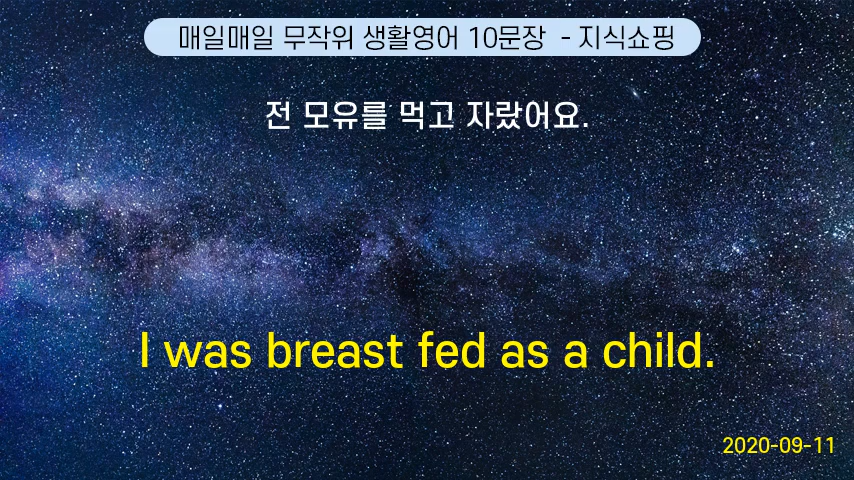 매일매일 무작위 생활영어 10문장 - 지식쇼핑
전 모유를 먹고 자랐어요.
I was breast fed as a child.
2020-09-11